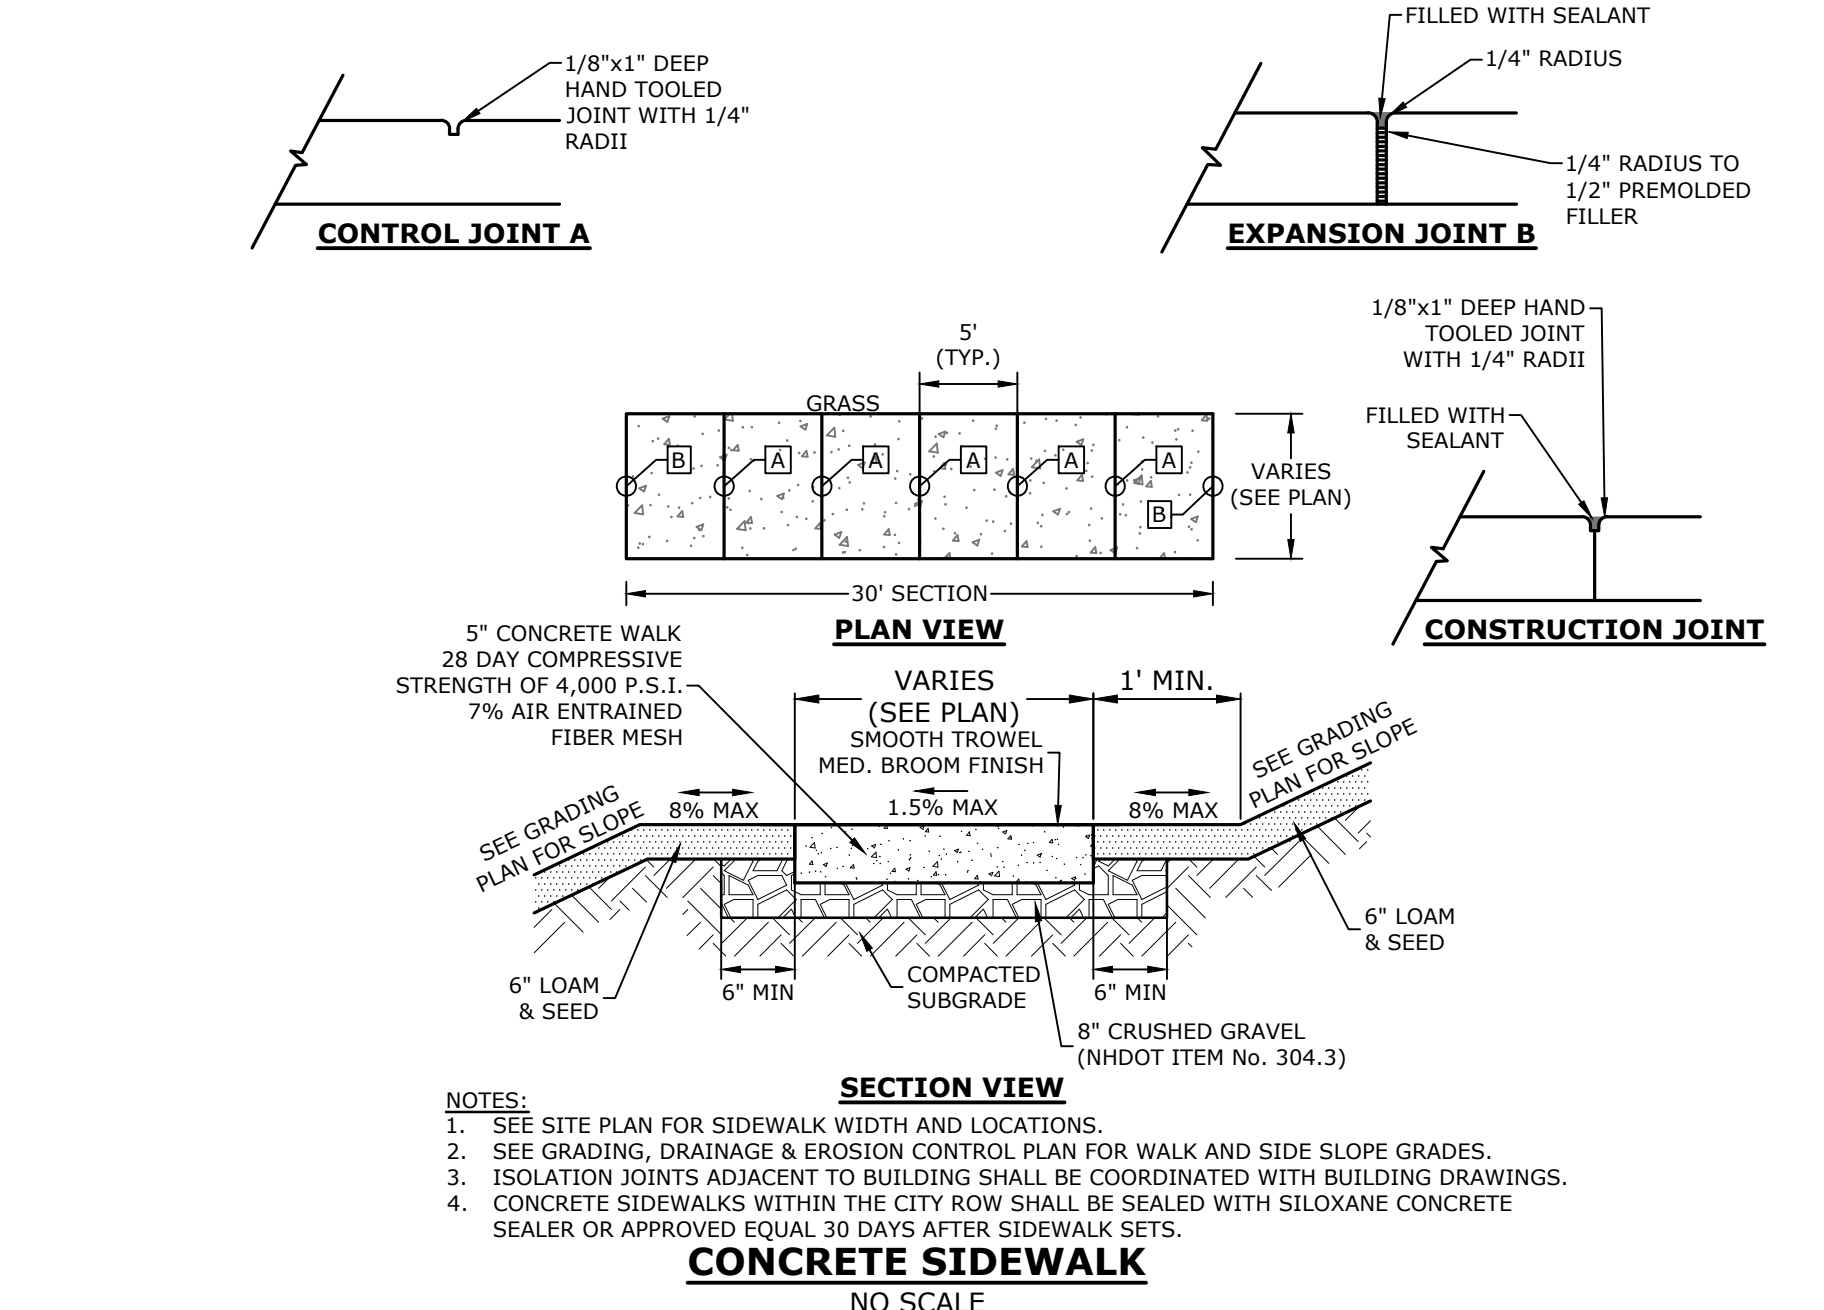 1/8"x1" DEEP
HAND TOOLED
JOINT WITH 1/4"
RADII
CONTROL JOINT A
FILLED WITH SEALANT
1/4" RADIUS
1/4" RADIUS TO
1/2" PREMOLDED
FILLER
EXPANSION JOINT B
5'
(TYP.)
GRASS
B
A
A
A
A
A
B
VARIES
(SEE PLAN)
30' SECTION
PLAN VIEW
1/8"x1" DEEP HAND
TOOLED JOINT
WITH 1/4" RADII
FILLED WITH
SEALANT
CONSTRUCTION JOINT
5" CONCRETE WALK
28 DAY COMPRESSIVE
STRENGTH OF 4,000 P.S.I.
7% AIR ENTRAINED
FIBER MESH
VARIES
(SEE PLAN)
1' MIN.
SMOOTH TROWEL
MED. BROOM FINISH
SEE GRADING
PLAN FOR SLOPE
8% MAX
1.5% MAX
8% MAX
SEE GRADING
PLAN FOR SLOPE
6" LOAM
& SEED
6" MIN
COMPACTED
SUBGRADE
6" MIN
6" LOAM
& SEED
8" CRUSHED GRAVEL
(NHDOT ITEM No. 304.3)
SECTION VIEW
NOTES:
1. SEE SITE PLAN FOR SIDEWALK WIDTH AND LOCATIONS.
2. SEE GRADING, DRAINAGE & EROSION CONTROL PLAN FOR WALK AND SIDE SLOPE GRADES.
3. ISOLATION JOINTS ADJACENT TO BUILDING SHALL BE COORDINATED WITH BUILDING DRAWINGS.
4. CONCRETE SIDEWALKS WITHIN THE CITY ROW SHALL BE SEALED WITH SILOXANE CONCRETE
SEALER OR APPROVED EQUAL 30 DAYS AFTER SIDEWALK SETS.
CONCRETE SIDEWALK
NO SCALE